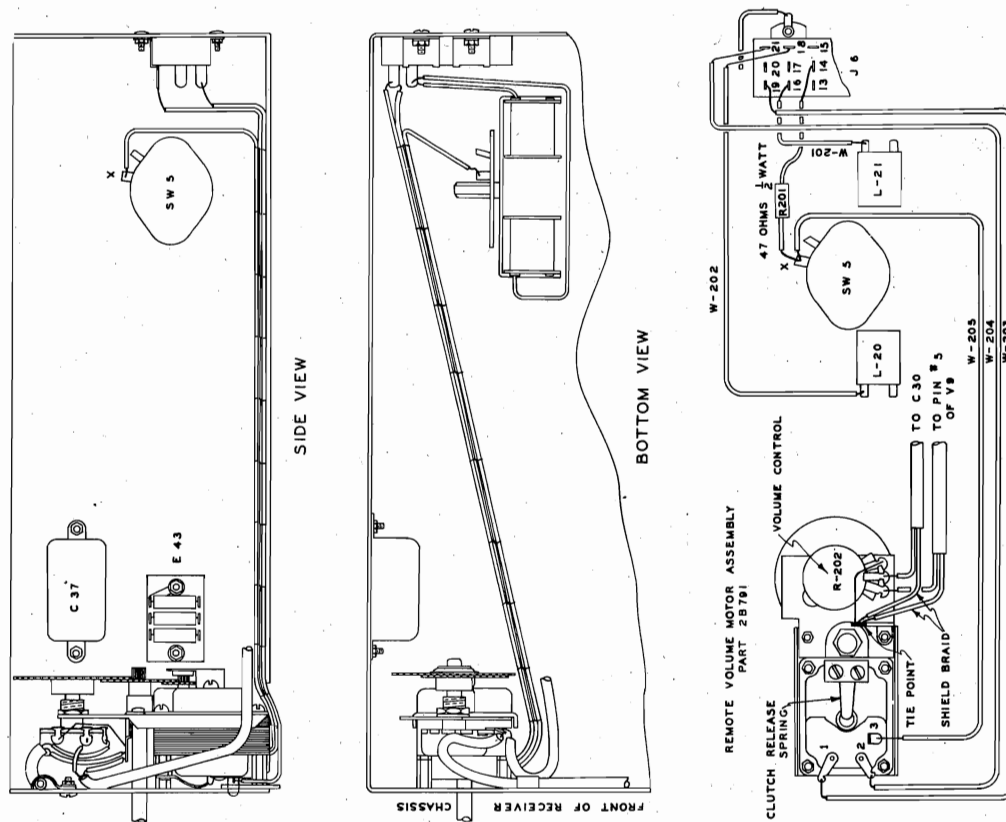 X
SW 5
C 37
E 43
SIDE VIEW
BOTTOM VIEW
FRONT OF RECEIVER
CHASSIS
W-202
47 OHMS 1/2 WATT
R201
W-201
X
SW 5
L-21
L-20
19 20 21
16 17 18
13 14 15
J 6
W-205
W-204
REMOTE VOLUME MOTOR ASSEMBLY
PART 2B791
VOLUME CONTROL
R-202
TO C 30
TO PIN #5
OF V9
CLUTCH RELEASE
SPRING
TIE POINT
SHIELD BRAID
1
2
3